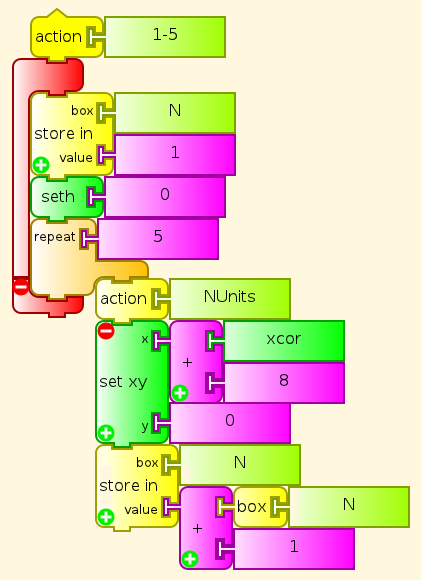 action 1-5
box N
store in
value 1
seth 0
repeat 5
action NUnits
x + xcor
8
set xy
y 0
box N
store in
value + box N
1